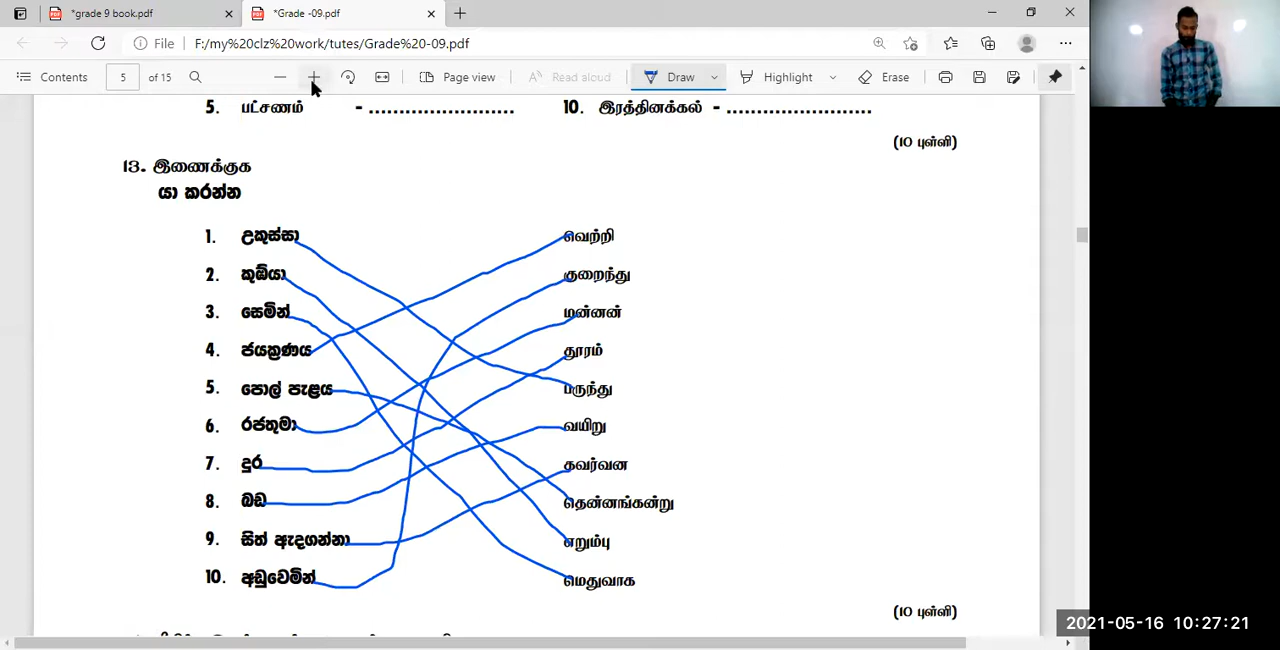 *grade 9 book.pdf
*Grade -09.pdf
File F:/my%20clz%20work/tutes/Grade%20-09.pdf
Contents 5 of 15 Page view Read aloud Draw Highlight Erase
5. பட்சணம் - ....................... 10. இரத்தினக்கல் - .......................
(10 புள்ளி)
13. இணைக்குக
யா கரன்ன
1. උකුස්සා வெற்றி
2. කුඹියා குறைந்து
3. සෙමින් மன்னன்
4. ජයග්‍රණය தூரம்
5. පොල් පැළය பருந்து
6. රජතුමා வயிறு
7. දුර கவர்வன
8. බඩ தென்னங்கன்று
9. සිත් ඇදගන්නා எறும்பு
10. අඩුවෙමින් மெதுவாக
(10 புள்ளி)
2021-05-16 10:27:21